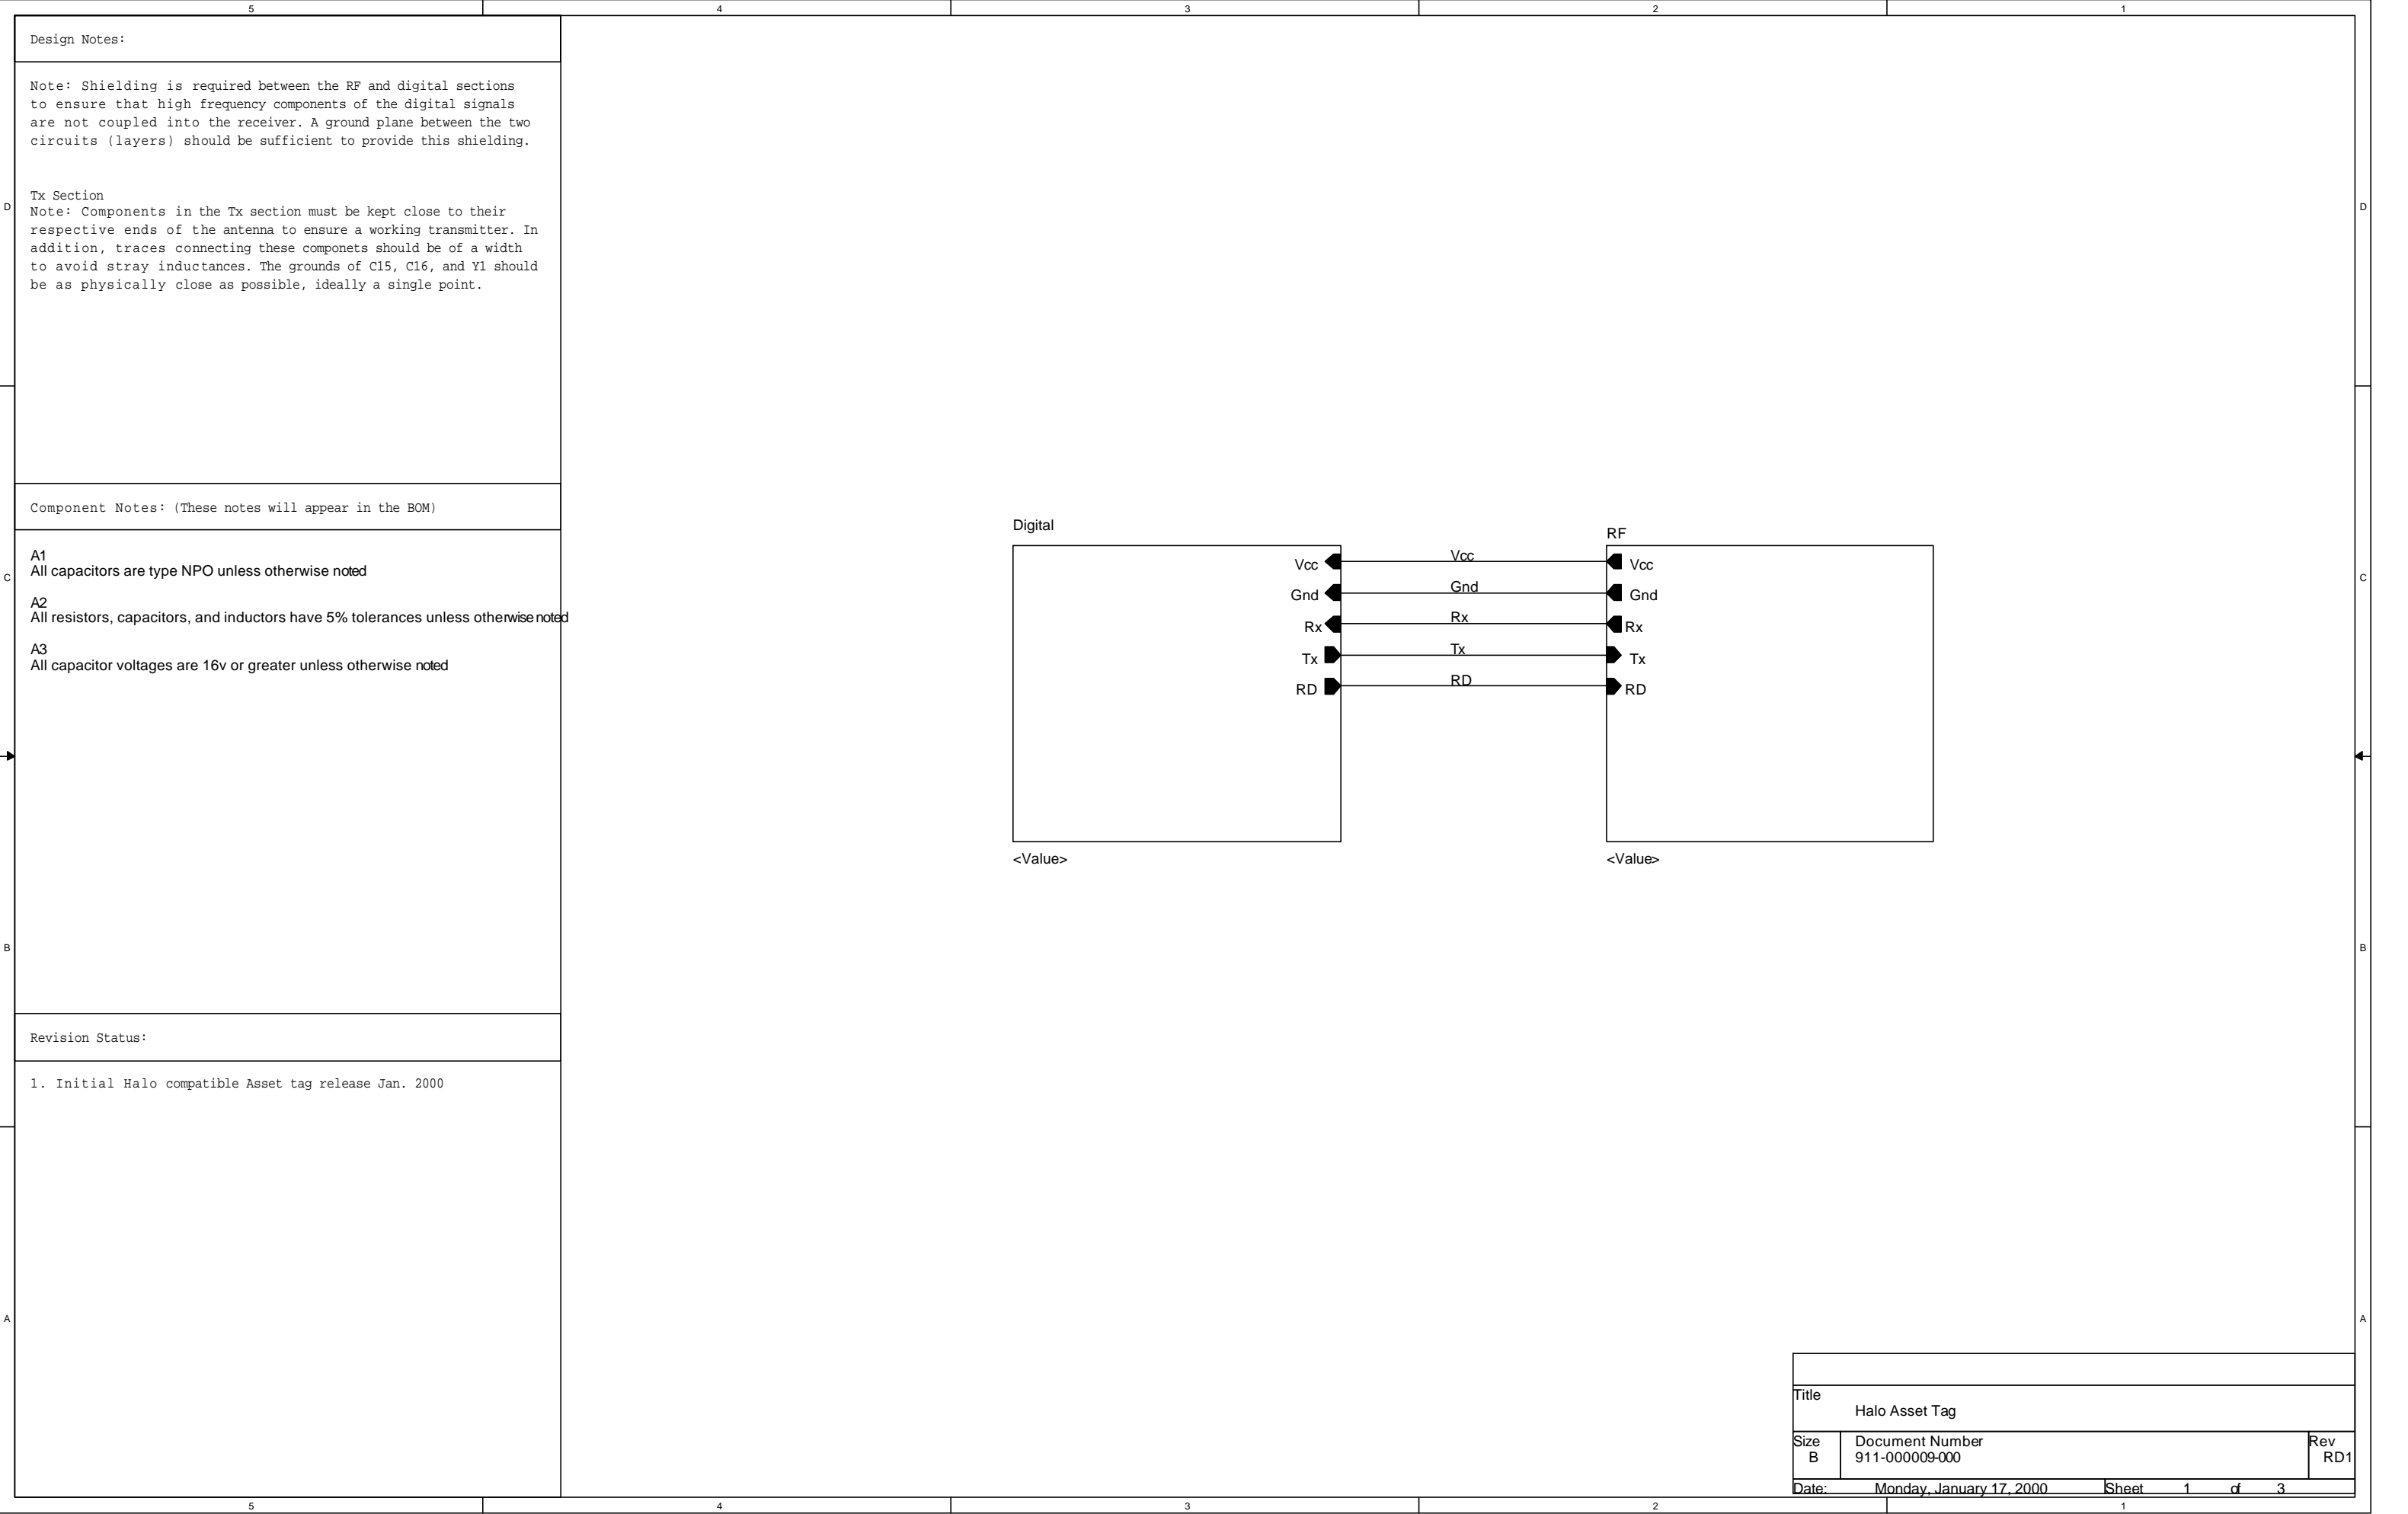 5 4 3 2 1
Design Notes:
Note: Shielding is required between the RF and digital sections
to ensure that high frequency components of the digital signals
are not coupled into the receiver. A ground plane between the two
circuits (layers) should be sufficient to provide this shielding.
Tx Section
Note: Components in the Tx section must be kept close to their
respective ends of the antenna to ensure a working transmitter. In
addition, traces connecting these componets should be of a width
to avoid stray inductances. The grounds of C15, C16, and Y1 should
be as physically close as possible, ideally a single point.
D D
Component Notes: (These notes will appear in the BOM)
A1
All capacitors are type NPO unless otherwise noted
A2
All resistors, capacitors, and inductors have 5% tolerances unless otherwise noted
A3
All capacitor voltages are 16v or greater unless otherwise noted
C C
Digital
RF
Vcc Vcc Vcc
Gnd Gnd Gnd
Rx Rx Rx
Tx Tx Tx
RD RD RD
<Value> <Value>
B B
Revision Status:
1. Initial Halo compatible Asset tag release Jan. 2000
A A
Title
Halo Asset Tag
Size Document Number Rev
B 911-000009-000 RD1
Date: Monday, January 17, 2000 Sheet 1 of 3
5 4 3 2 1